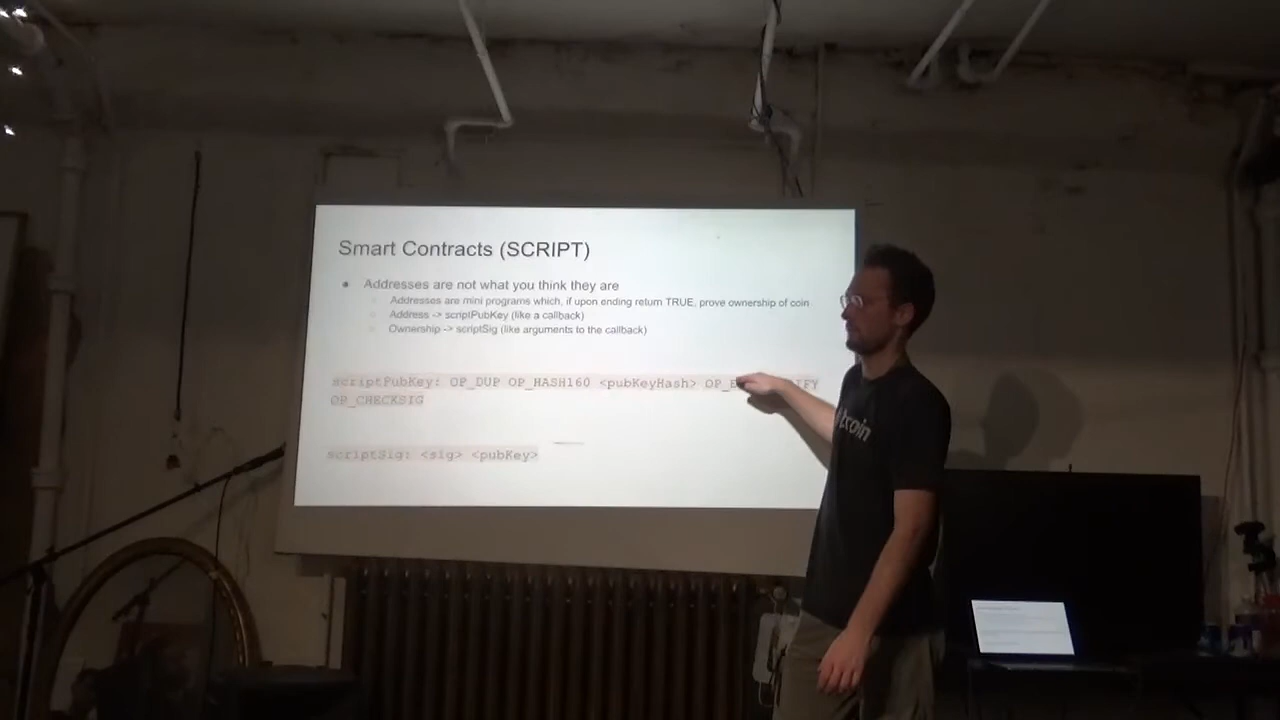 Smart Contracts (SCRIPT)
Addresses are not what you think they are
Addresses are mini programs which, if upon ending return TRUE, prove ownership of coin
Address -> scriptPubKey (like a callback)
Ownership -> scriptSig (like arguments to the callback)
scriptPubKey: OP_DUP OP_HASH160 <pubKeyHash>
OP_CHECKSIG
scriptSig: <sig> <pubKey>